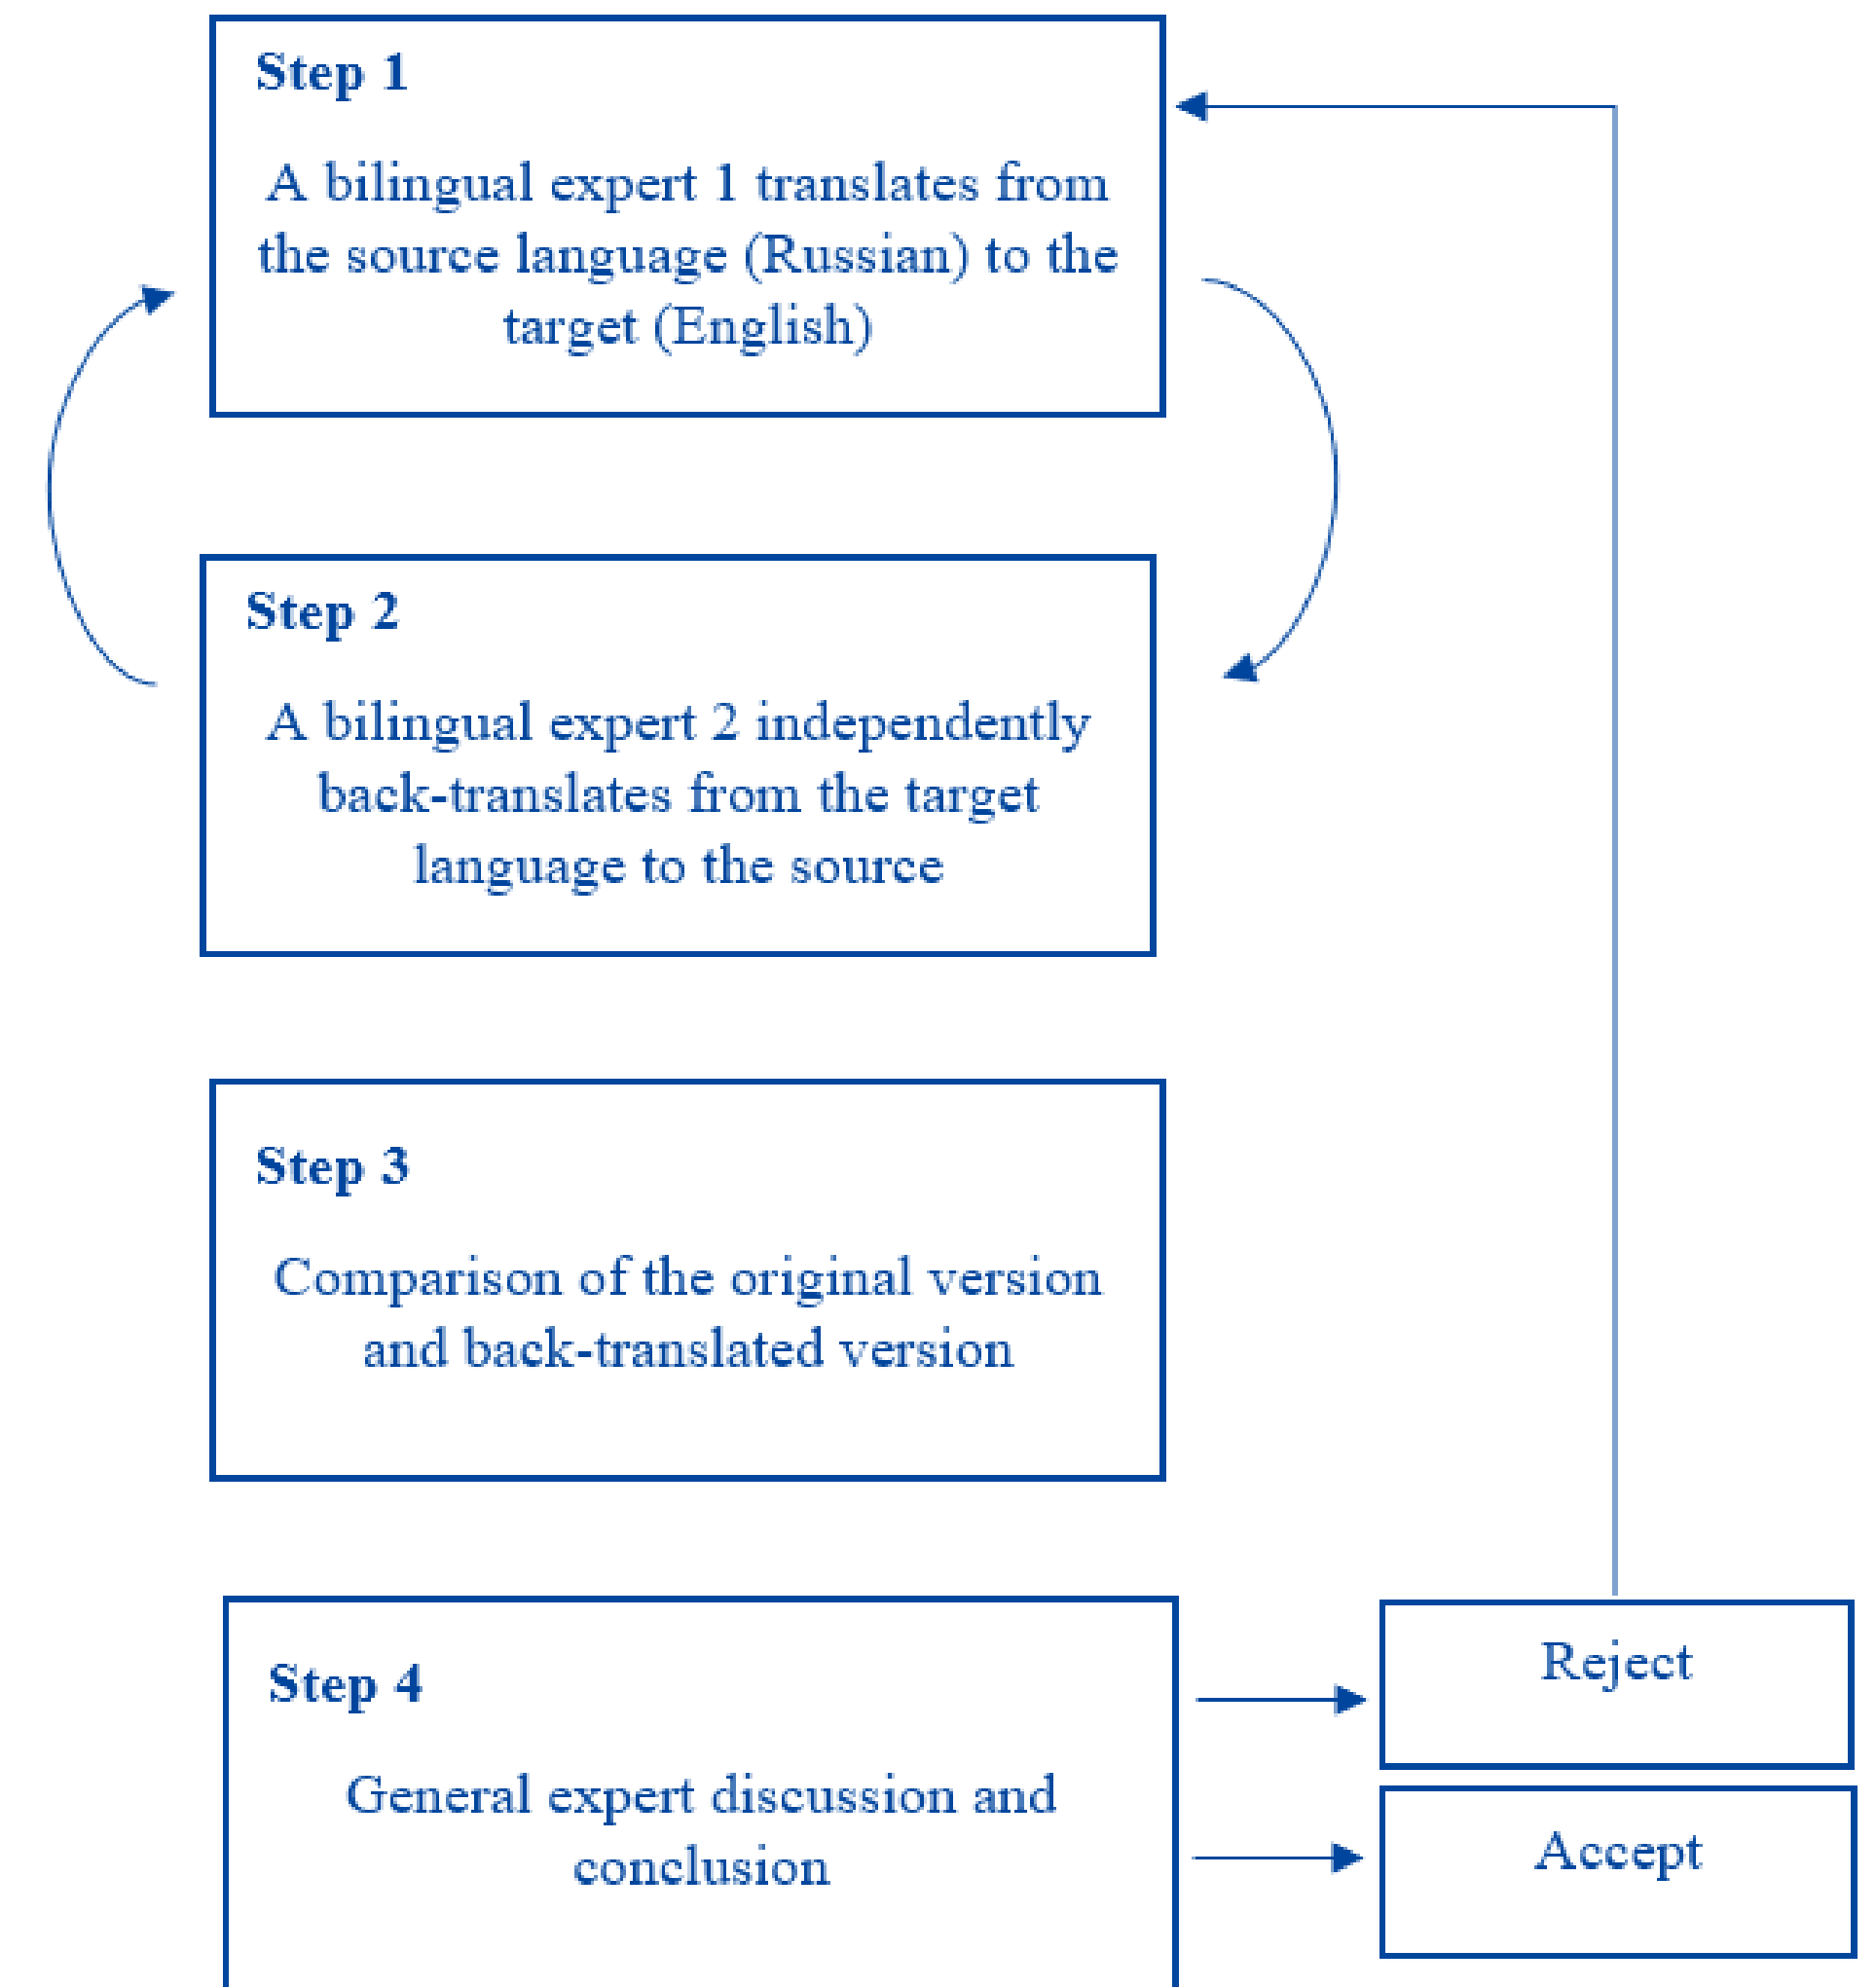 Step 1
A bilingual expert 1 translates from
the source language (Russian) to the
target (English)
Step 2
A bilingual expert 2 independently
back-translates from the target
language to the source
Step 3
Comparison of the original version
and back-translated version
Step 4
General expert discussion and
conclusion
Reject
Accept